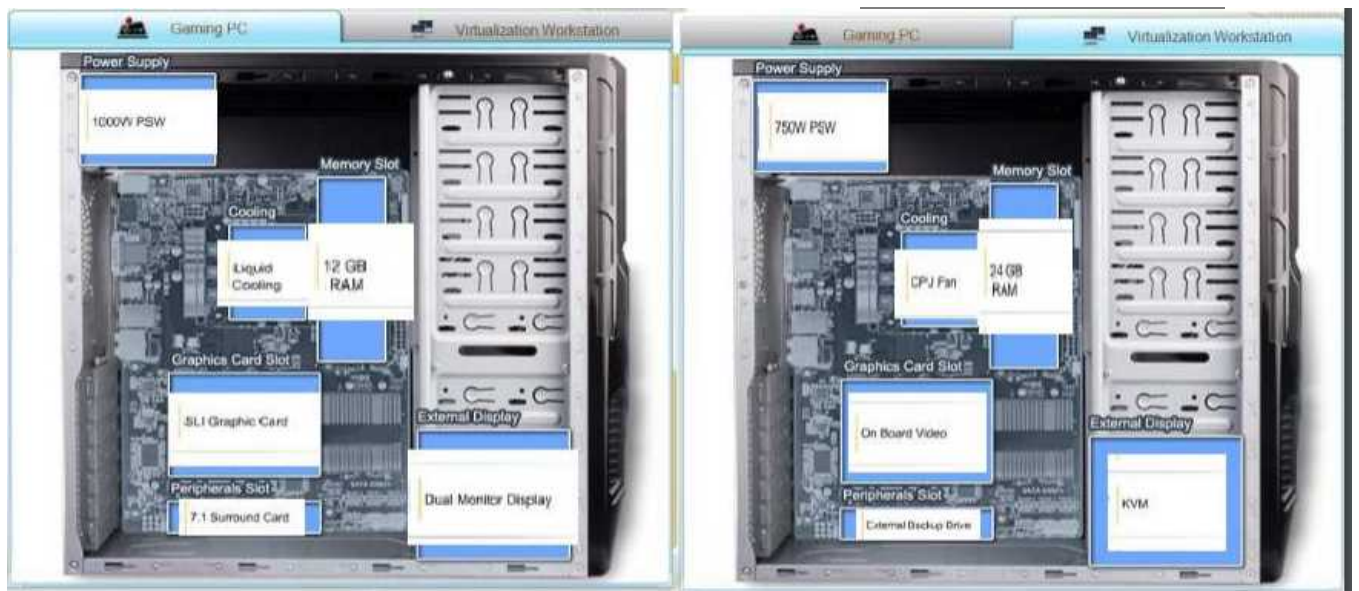 Gaming PC
Virtualization Workstation
Power Supply
1000W PSW
Memory Slot
Cooling
Liquid
Cooling
12 GB
RAM
Graphics Card Slot
SLI Graphic Card
External Display
Dual Monitor Display
Peripherals Slot
7.1 Surround Card
Gaming PC
Virtualization Workstation
Power Supply
750W PSW
Memory Slot
Cooling
CPU Fan
24 GB
RAM
Graphics Card Slot
On Board Video
External Display
KVM
Peripherals Slot
External Backup Drive